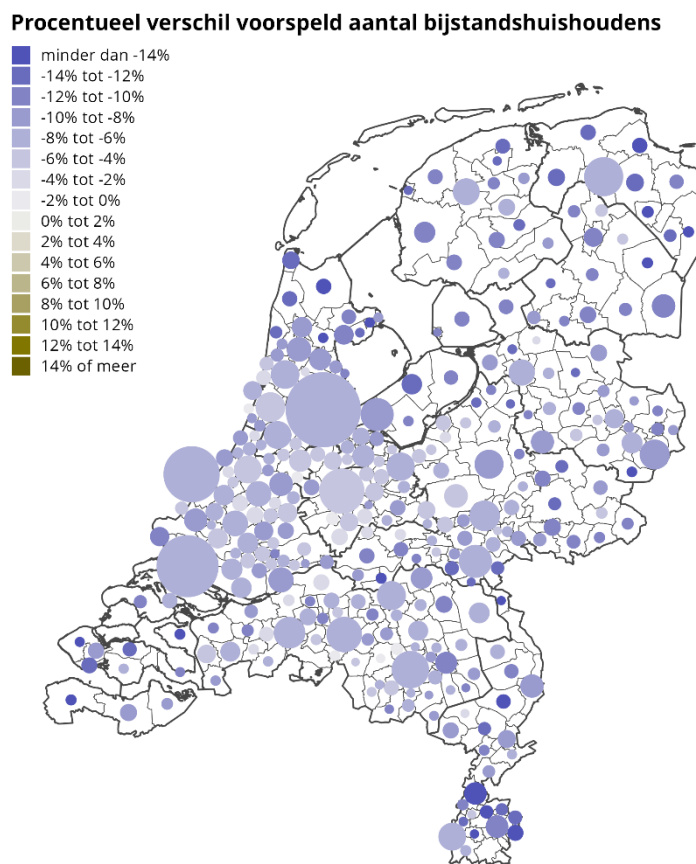 Procentueel verschil voorspeld aantal bijstandshuishoudens
minder dan -14%
-14% tot -12%
-12% tot -10%
-10% tot -8%
-8% tot -6%
-6% tot -4%
-4% tot -2%
-2% tot 0%
0% tot 2%
2% tot 4%
4% tot 6%
6% tot 8%
8% tot 10%
10% tot 12%
12% tot 14%
14% of meer